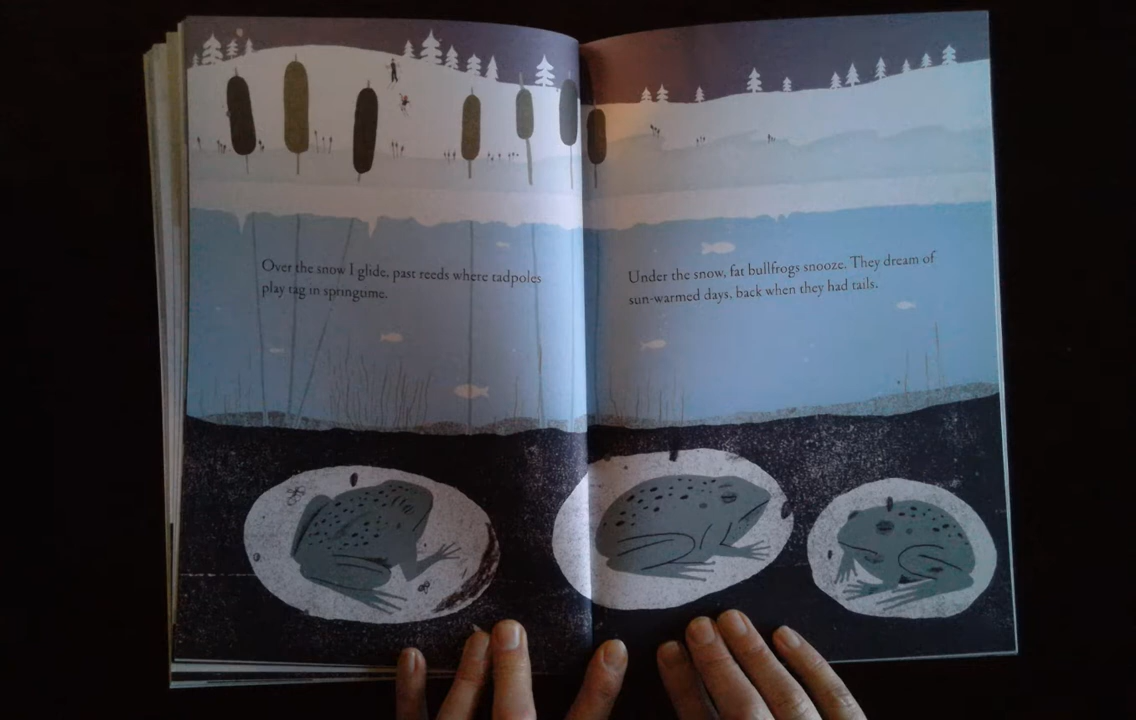 Over the snow I glide, past reeds where tadpoles
play tag in springtime.
Under the snow, fat bullfrogs snooze. They dream of
sun-warmed days, back when they had tails.